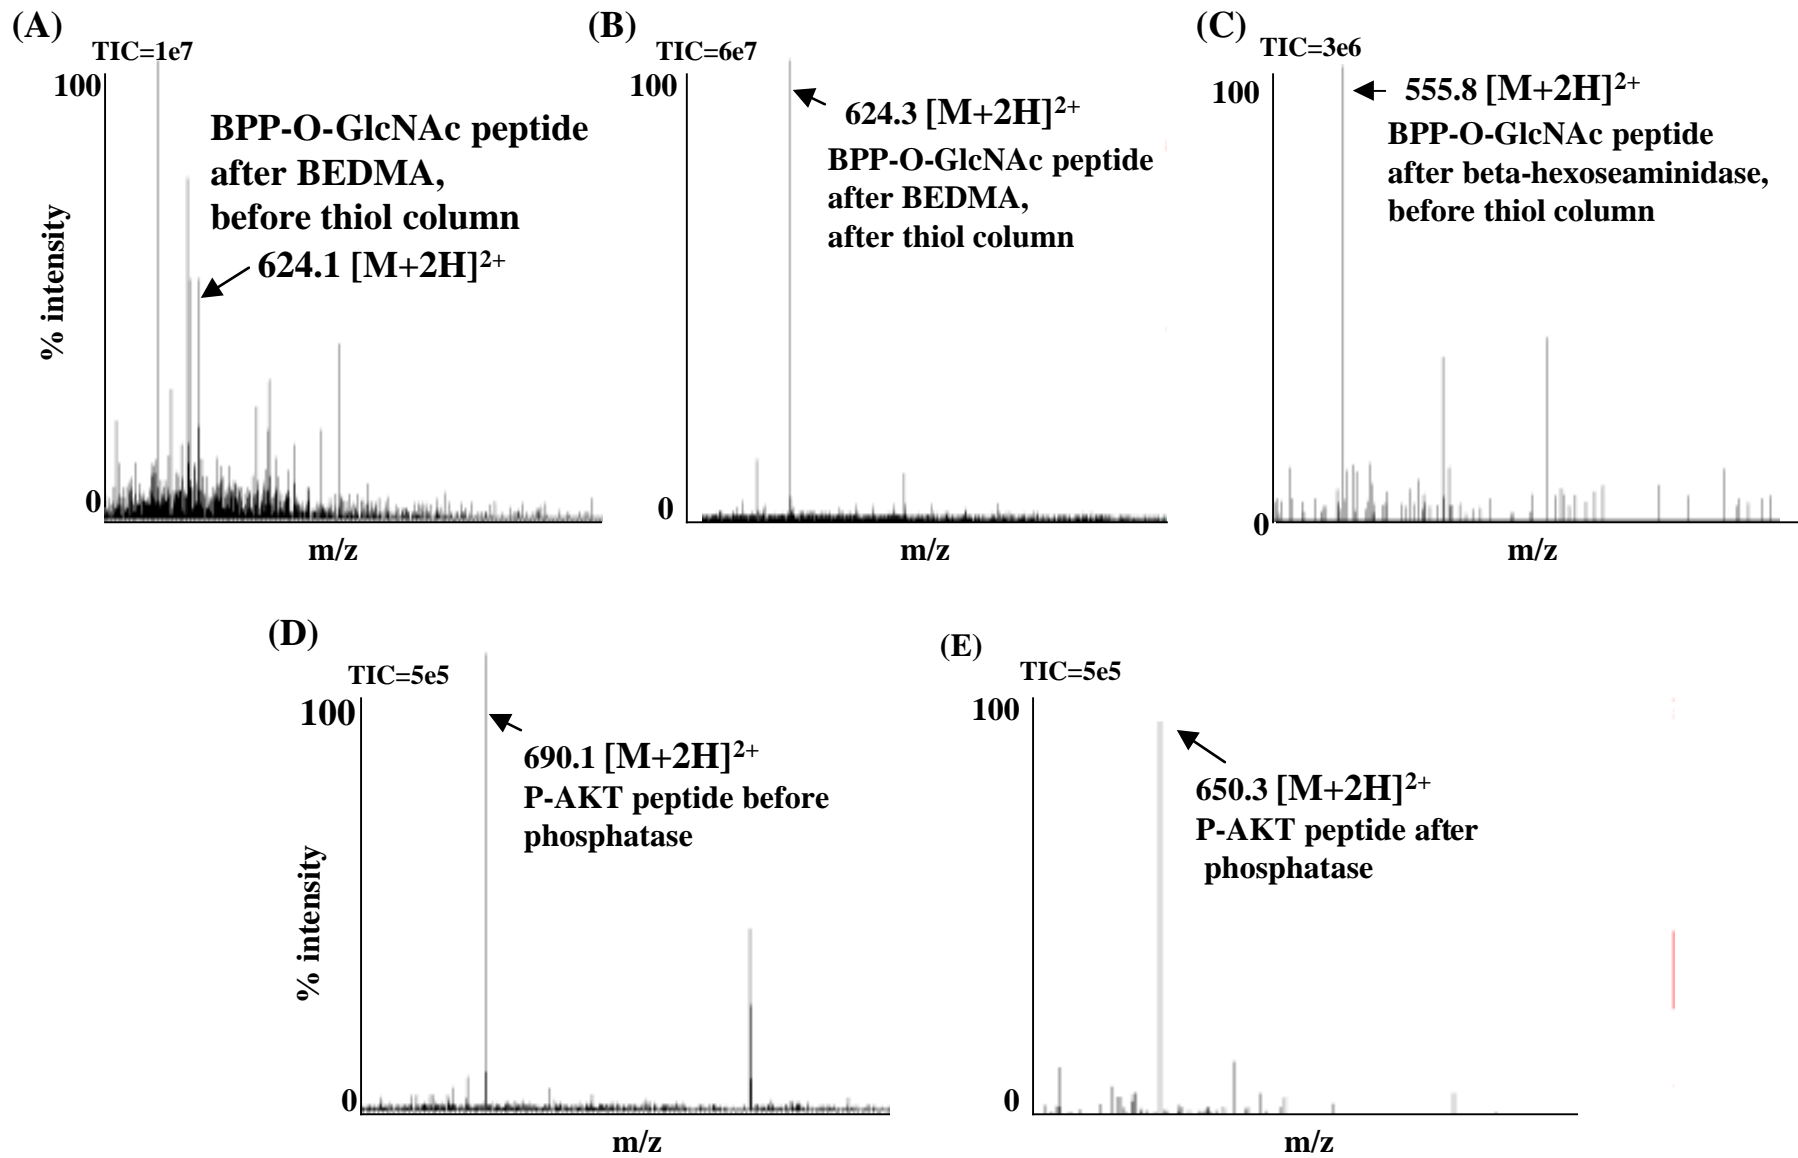 (A)
TIC=1e7
100
BPP-O-GlcNAc peptide
after BEDMA,
before thiol column
624.1 [M+2H]2+
% intensity
0
m/z
(B)
TIC=6e7
100
624.3 [M+2H]2+
BPP-O-GlcNAc peptide
after BEDMA,
after thiol column
0
m/z
(C)
TIC=3e6
100
555.8 [M+2H]2+
BPP-O-GlcNAc peptide
after beta-hexoseaminidase,
before thiol column
0
m/z
(D)
TIC=5e5
100
690.1 [M+2H]2+
P-AKT peptide before
phosphatase
% intensity
0
m/z
(E)
TIC=5e5
100
650.3 [M+2H]2+
P-AKT peptide after
phosphatase
0
m/z